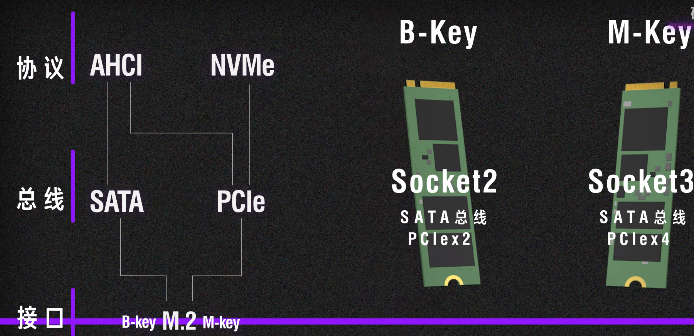 B-Key M-Key
协议 AHCI NVMe
总线 SATA PCIe
Socket2 Socket3
SATA总线 SATA总线
PCIex2 PCIex4
接口 B-key M.2 M-key